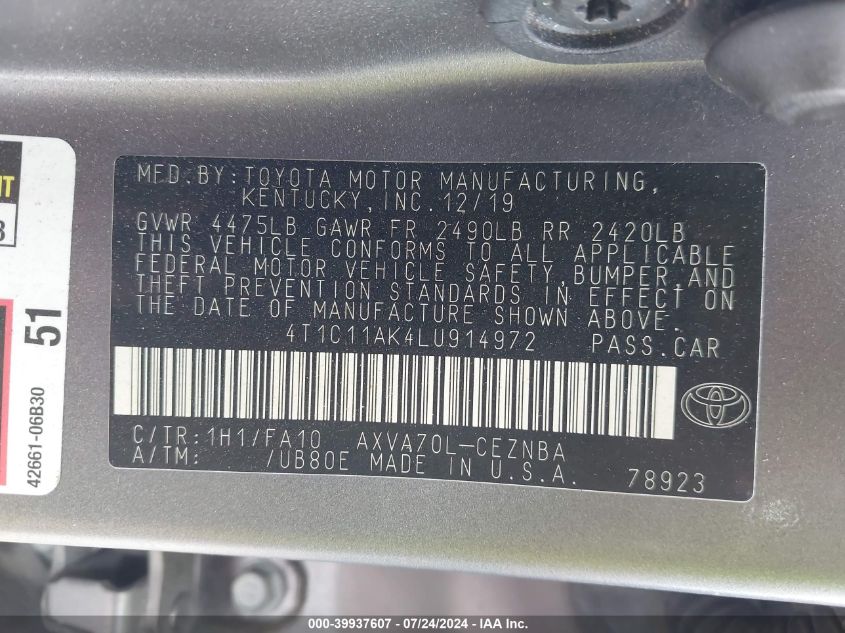 MFD.BY:TOYOTA MOTOR MANUFACTURING,
KENTUCKY,INC.12/19
GVWR 4475LB GAWR FR 2490LB RR 2420LB
THIS VEHICLE CONFORMS TO ALL APPLICABLE
FEDERAL MOTOR VEHICLE SAFETY,BUMPER,AND
THEFT PREVENTION STANDARDS IN EFFECT ON
THE DATE OF MANUFACTURE SHOWN ABOVE.
4T1C11AK4LU914972 PASS.CAR
C/TR:1H1/FA10 AXVA70L-CEZNBA
A/TM: /UB80E MADE IN U.S.A. 78923
51
42661-06B30
000-39937607 / 07/24/2024 / IAA Inc.